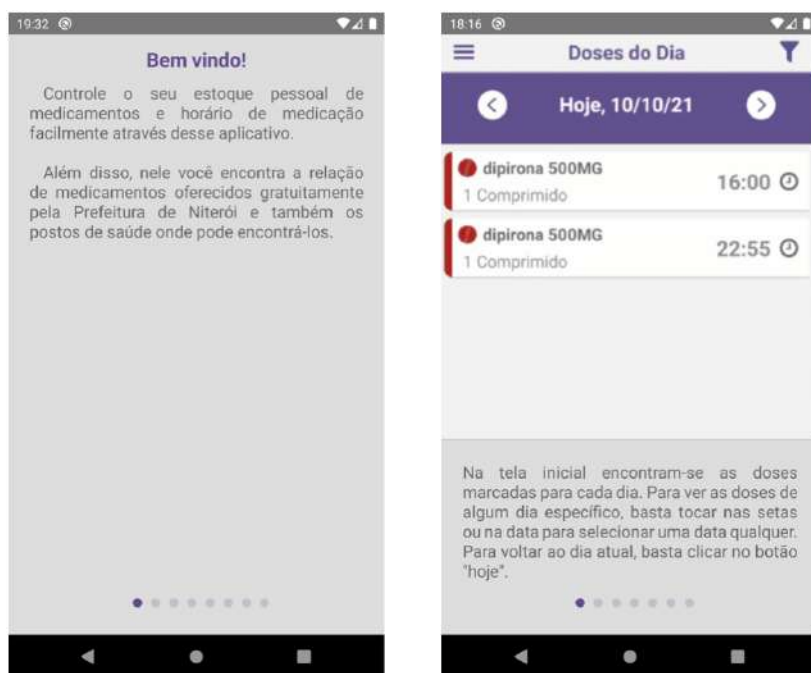 19:32
Bem vindo!
Controle o seu estoque pessoal de
medicamentos e horário de medicação
facilmente através desse aplicativo.
Além disso, nele você encontra a relação
de medicamentos oferecidos gratuitamente
pela Prefeitura de Niterói e também os
postos de saúde onde pode encontrá-los.
18:16
Doses do Dia
Hoje, 10/10/21
dipirona 500MG
1 Comprimido
16:00
dipirona 500MG
1 Comprimido
22:55
Na tela inicial encontram-se as doses
marcadas para cada dia. Para ver as doses de
algum dia específico, basta tocar nas setas
ou na data para selecionar uma data qualquer.
Para voltar ao dia atual, basta clicar no botão
"hoje".